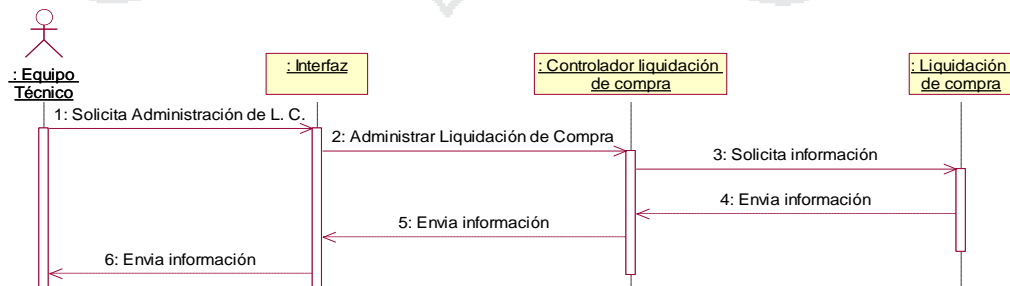 : Equipo
Técnico
: Interfaz
: Controlador liquidación
de compra
: Liquidación
de compra
1: Solicita Administración de L. C.
2: Administrar Liquidación de Compra
3: Solicita información
4: Envia información
5: Envia información
6: Envia información